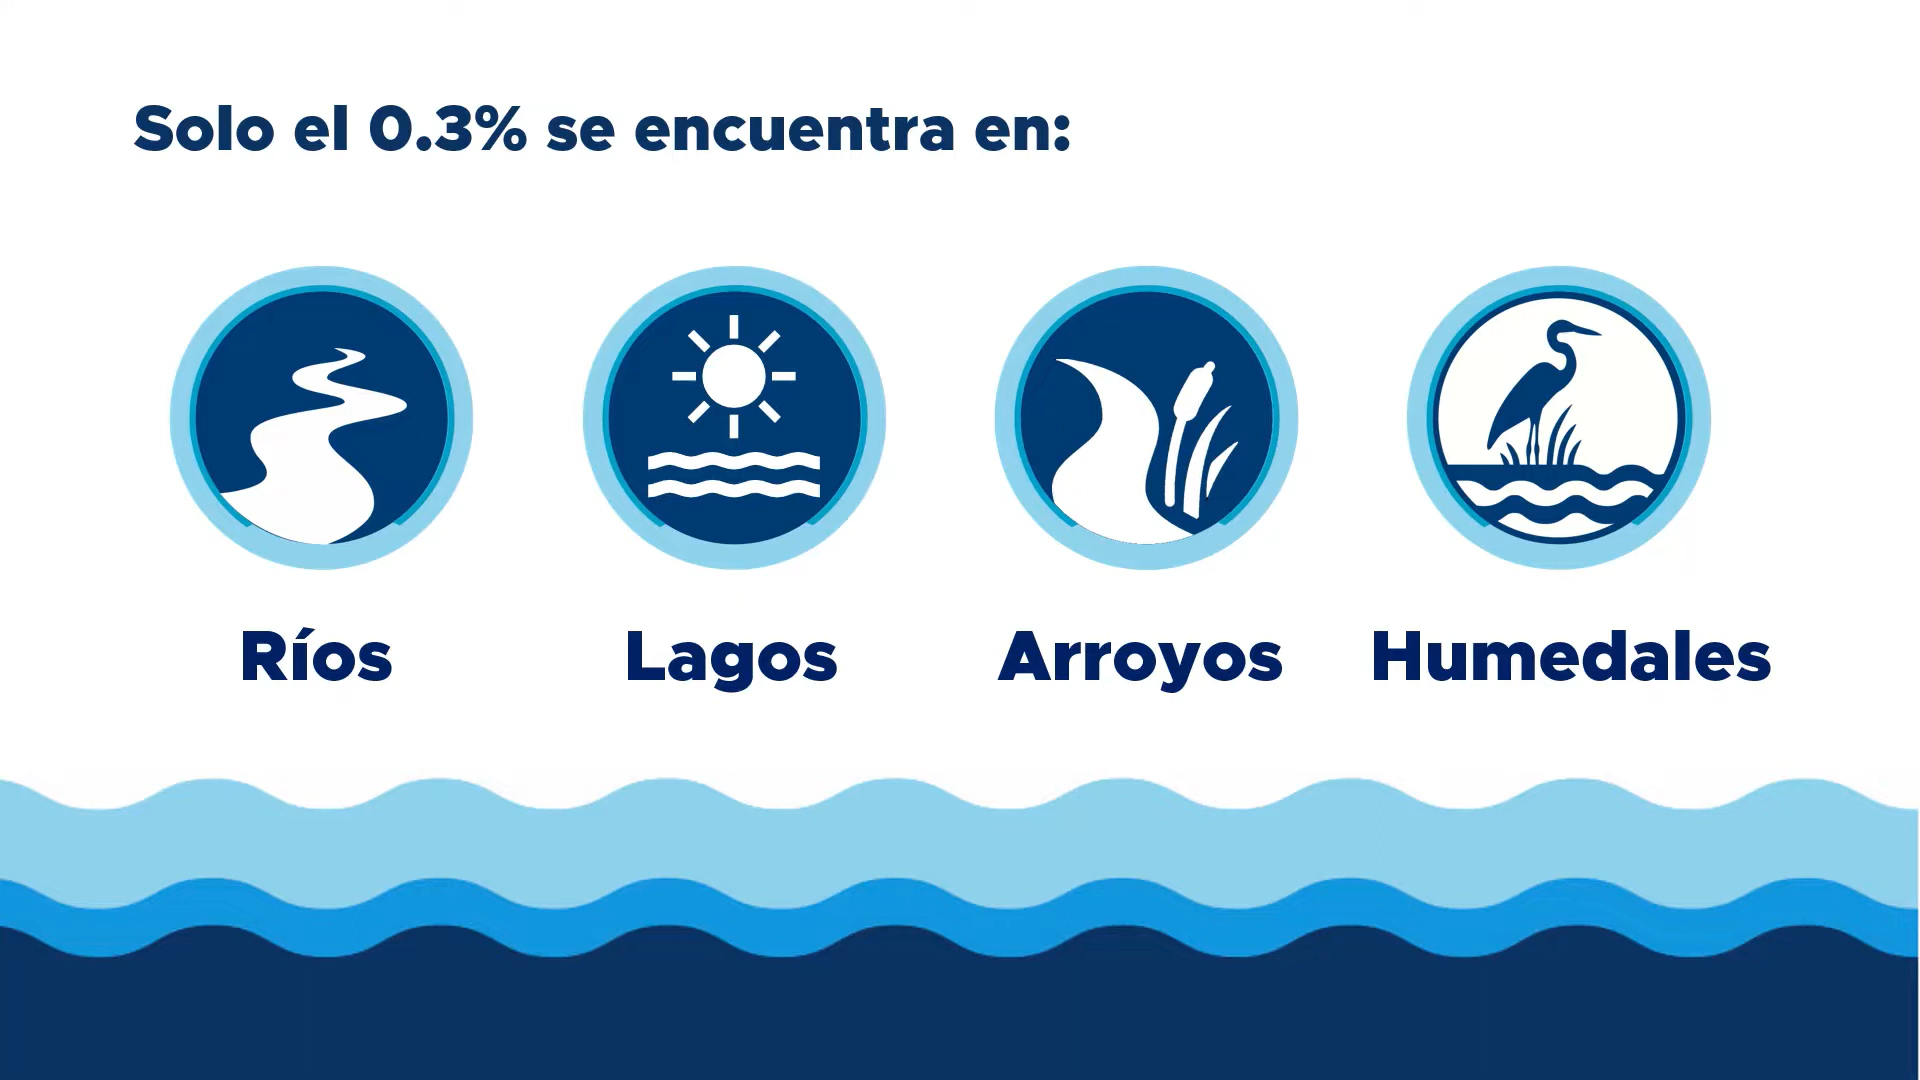 Solo el 0.3% se encuentra en:
Ríos
Lagos
Arroyos
Humedales